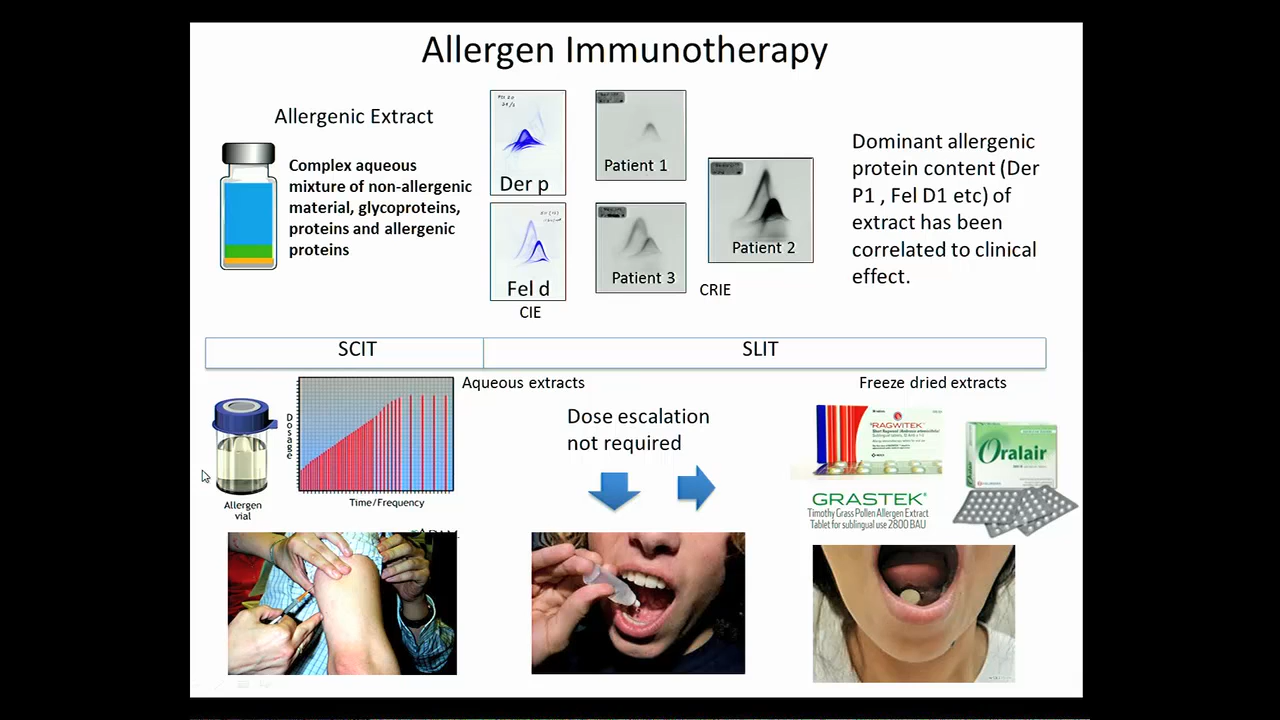 Allergen Immunotherapy
Allergenic Extract
Complex aqueous
mixture of non-allergenic
material, glycoproteins,
proteins and allergenic
proteins
Der p
Fel d
CIE
Patient 1
Patient 3
Patient 2
CRIE
Dominant allergenic
protein content (Der
P1 , Fel D1 etc) of
extract has been
correlated to clinical
effect.
SCIT
SLIT
Dosage
Time/Frequency
Allergen
vial
Aqueous extracts
Dose escalation
not required
Freeze dried extracts
RAGWITEK
Oralair
GRASTEK
Timothy Grass Pollen Allergen Extract
Tablet for sublingual use 2800 BAU